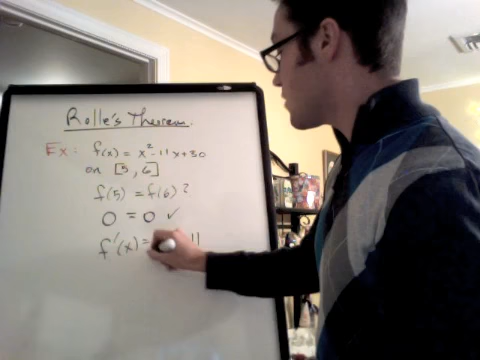 Rolle's Theorem.
Ex: f(x) = x²-11x+30
on [5, 6]
f(5) = f(6)?
0 = 0 ✓
f'(x)= 11